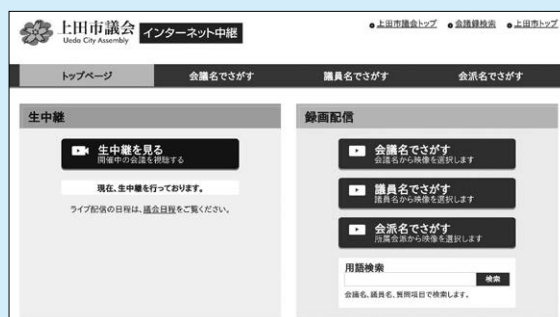 上田市議会
Ueda City Assembly
インターネット中継
●上田市議会トップ ●会議録検索 ●上田市トップ
トップページ 会議名でさがす 議員名でさがす 会派名でさがす
生中継
生中継を見る
開催中の会議を視聴する
現在、生中継を行っております。
ライブ配信の日程は、議会日程をご覧ください。
録画配信
会議名でさがす
会議名から映像を選択します
議員名でさがす
議員名から映像を選択します
会派名でさがす
所属会派から映像を選択します
用語検索
検索
会議名、議員名、質問項目で検索します。